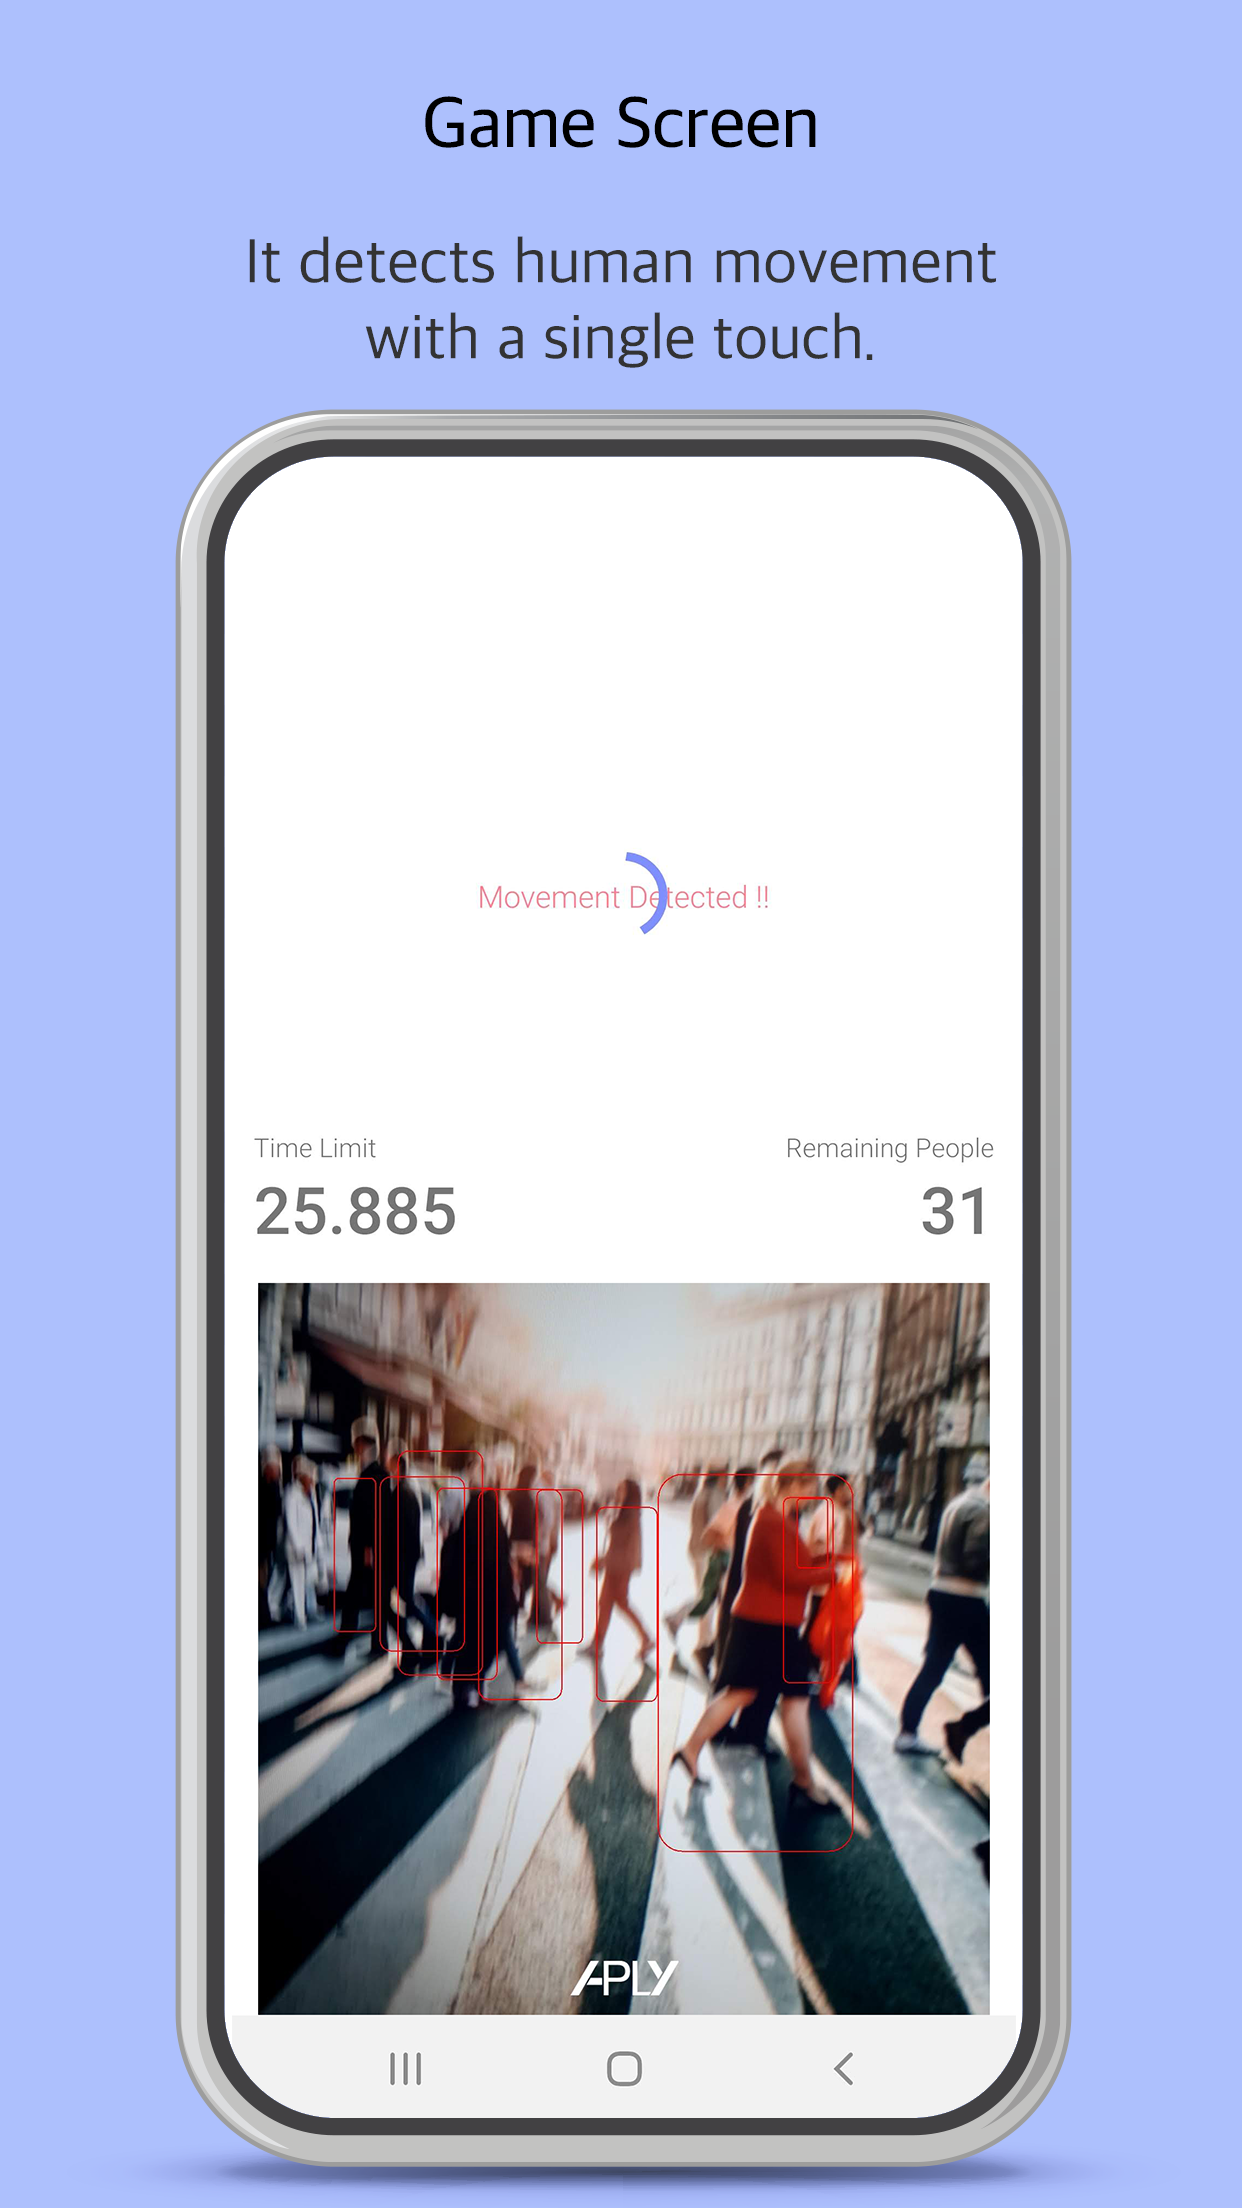 Game Screen
It detects human movement
with a single touch.
Movement Detected !!
Time Limit
Remaining People
25.885
31
APLY